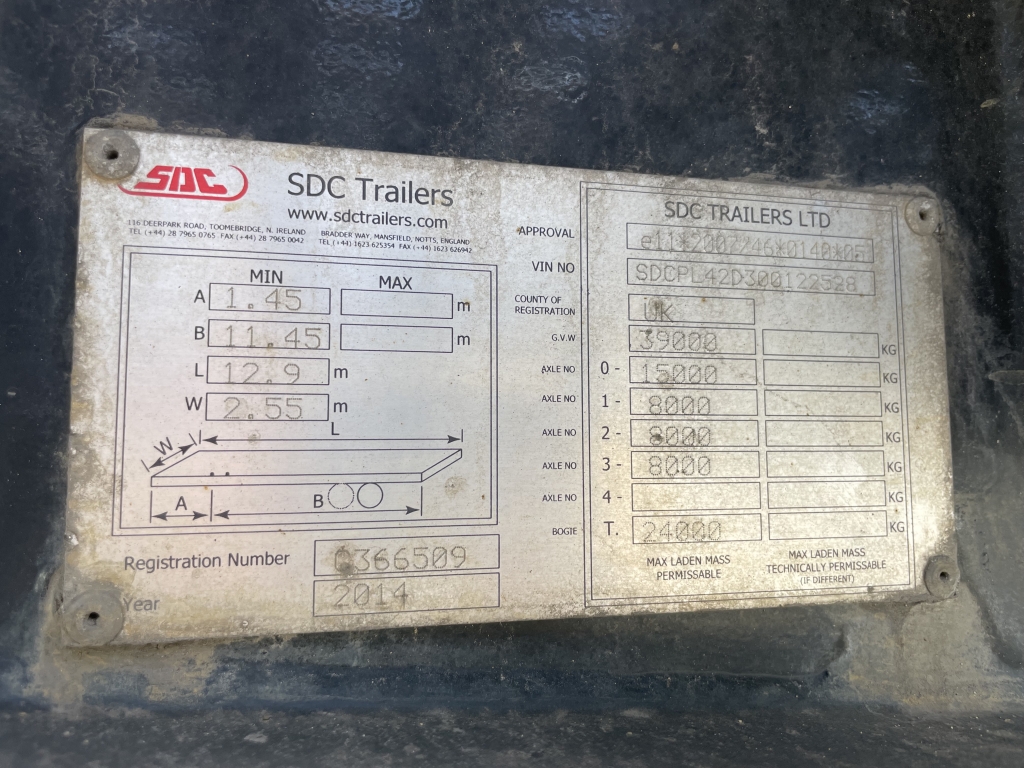 SDC
SDC Trailers
www.sdctrailers.com
116 DEERPARK ROAD, TOOMEBRIDGE, N. IRELAND
TEL (+44) 28 7965 0765 FAX (+44) 28 7965 0042
BRADDER WAY, MANSFIELD, NOTTS, ENGLAND
TEL (+44) 1623 625354 FAX (+44) 1623 626942
MIN MAX
A 1.45 m
B 11.45 m
L 12.9 m
W 2.55 m
L
W
A B
Registration Number C366509
Year 2014
SDC TRAILERS LTD
APPROVAL
VIN NO SDCPL42D300122528
COUNTY OF
REGISTRATION UK
G.V.W 39000 KG
AXLE NO 0- 15000 KG
AXLE NO 1- 8000 KG
AXLE NO 2- 8000 KG
AXLE NO 3- 8000 KG
AXLE NO 4- KG
BOGIE T. 24000 KG
MAX LADEN MASS
PERMISSABLE
MAX LADEN MASS
TECHNICALLY PERMISSABLE
(IF DIFFERENT)